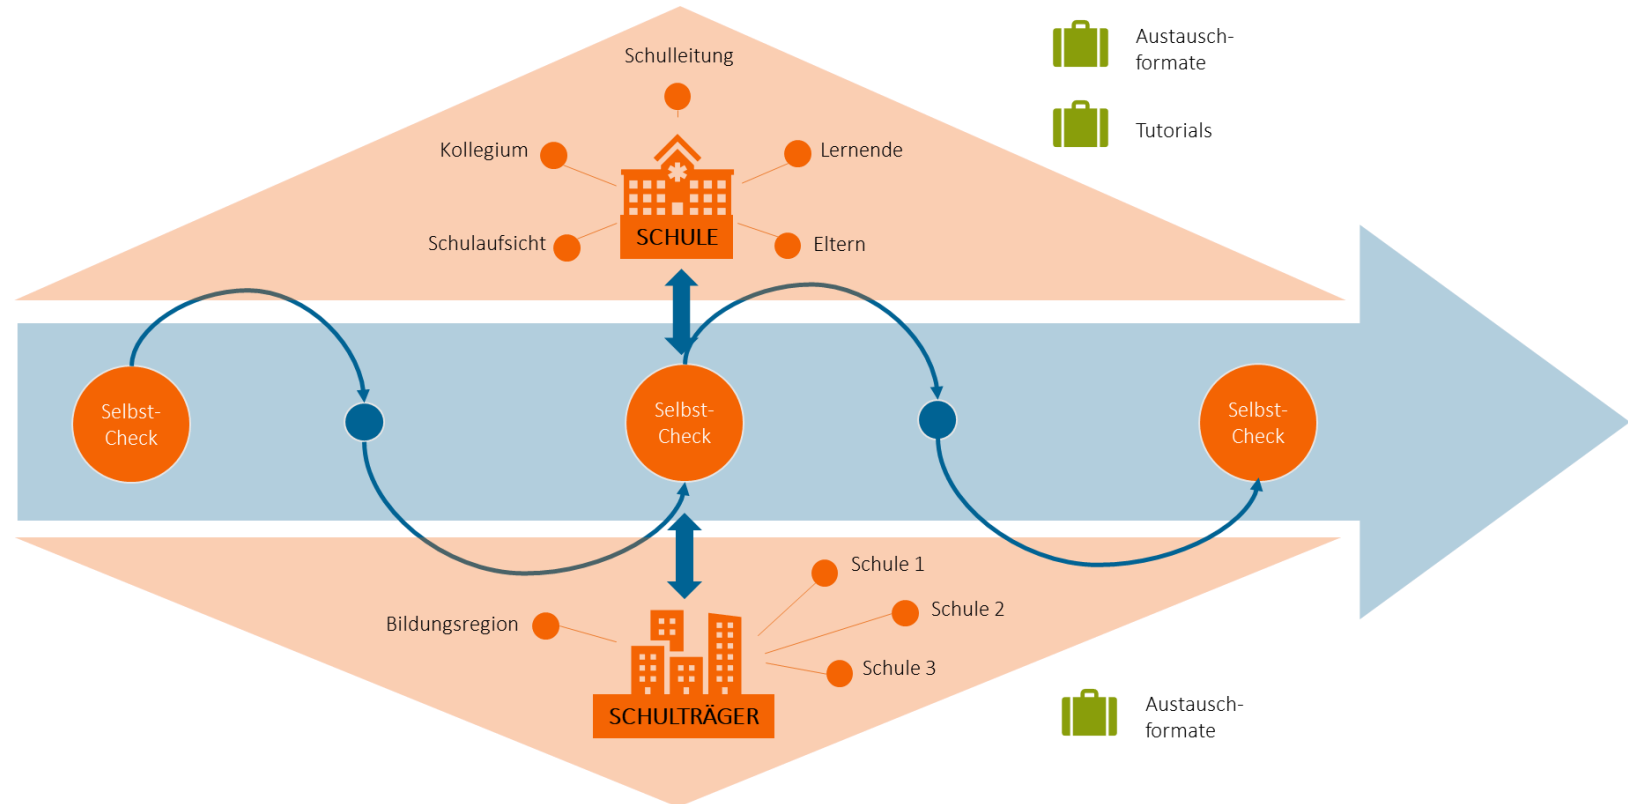 Schulleitung
Austausch-
formate
Tutorials
Kollegium
Lernende
Schulaufsicht
SCHULE
Eltern
Selbst-
Check
Selbst-
Check
Selbst-
Check
Bildungsregion
Schule 1
Schule 2
Schule 3
SCHULTRÄGER
Austausch-
formate